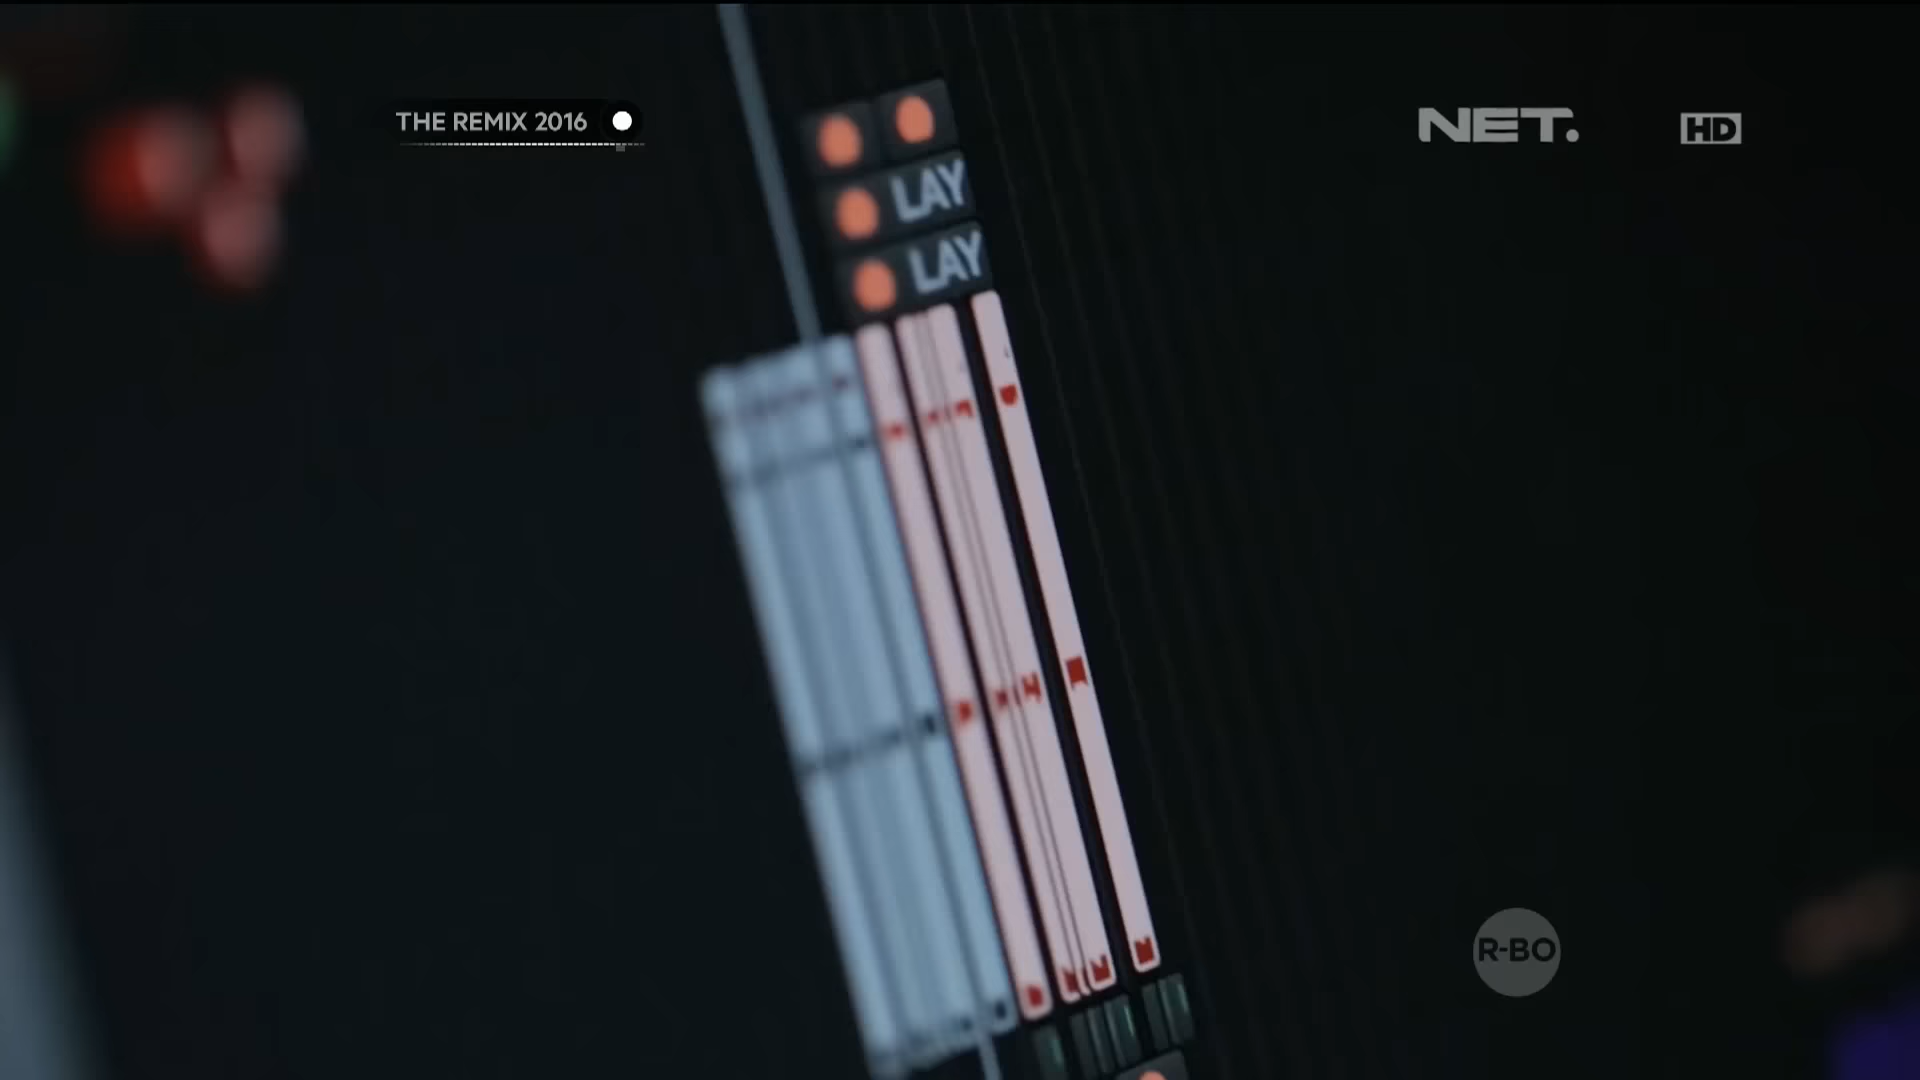 THE REMIX 2016
NET.
HD
LAY
LAY
R-BO